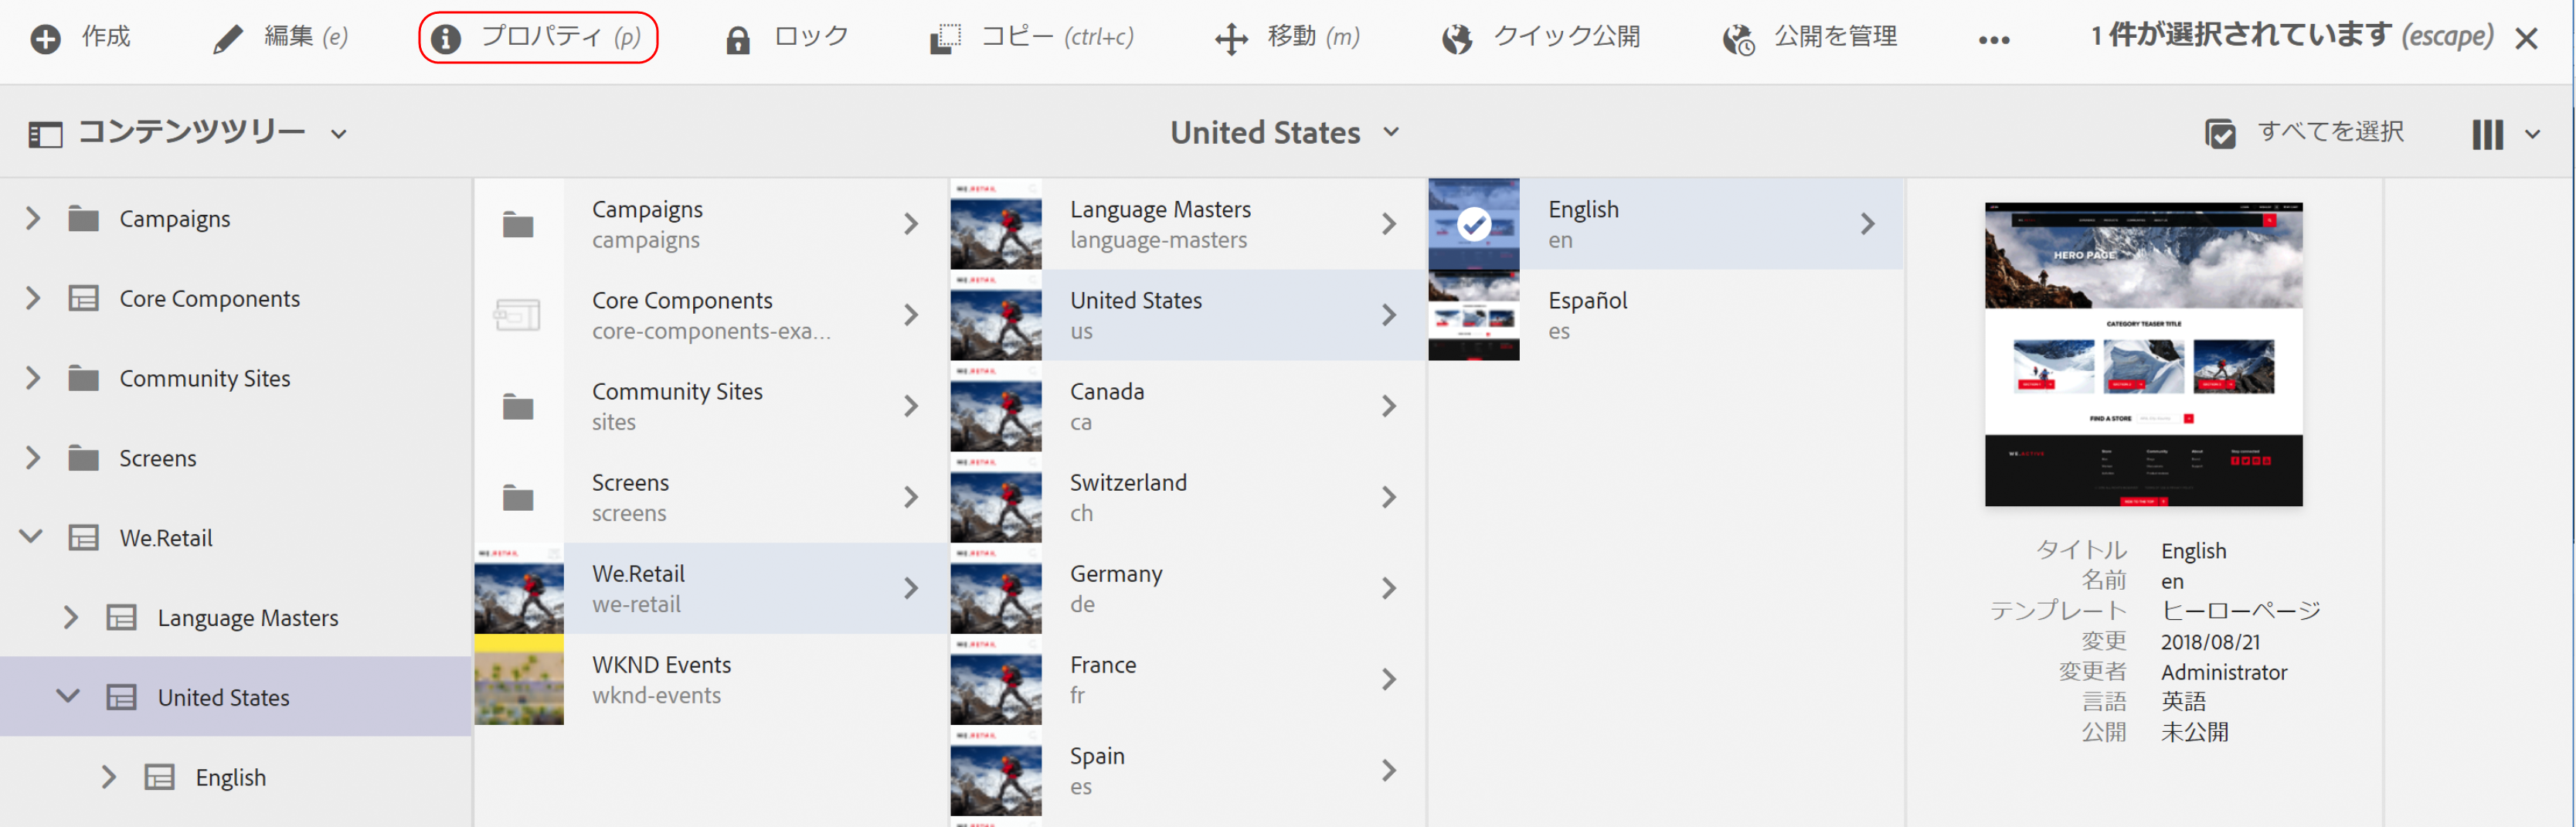 作成
編集 (e)
プロパティ (p)
ロック
コピー (ctrl+c)
移動 (m)
クイック公開
公開を管理
1 件が選択されています (escape)
コンテンツツリー
United States
すべてを選択
Campaigns
Core Components
Community Sites
Screens
We.Retail
Language Masters
United States
English
Campaigns
campaigns
Core Components
core-components-exa...
Community Sites
sites
Screens
screens
We.Retail
we-retail
WKND Events
wknd-events
Language Masters
language-masters
United States
us
Canada
ca
Switzerland
ch
Germany
de
France
fr
Spain
es
English
en
Español
es
HERO PAGE
CATEGORY TEASER TITLE
FIND A STORE
タイトル English
名前 en
テンプレート ヒーローページ
変更 2018/08/21
変更者 Administrator
言語 英語
公開 未公開